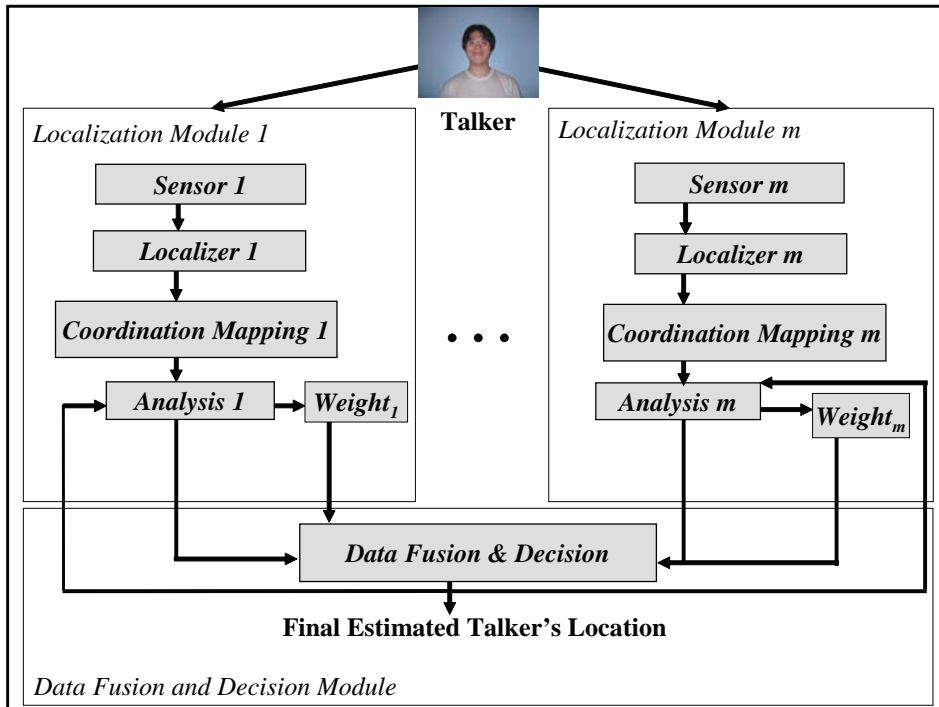 Talker
Localization Module 1
Sensor 1
Localizer 1
Coordination Mapping 1
Analysis 1
Weight₁
. . .
Localization Module m
Sensor m
Localizer m
Coordination Mapping m
Analysis m
Weightₘ
Data Fusion & Decision
Final Estimated Talker’s Location
Data Fusion and Decision Module